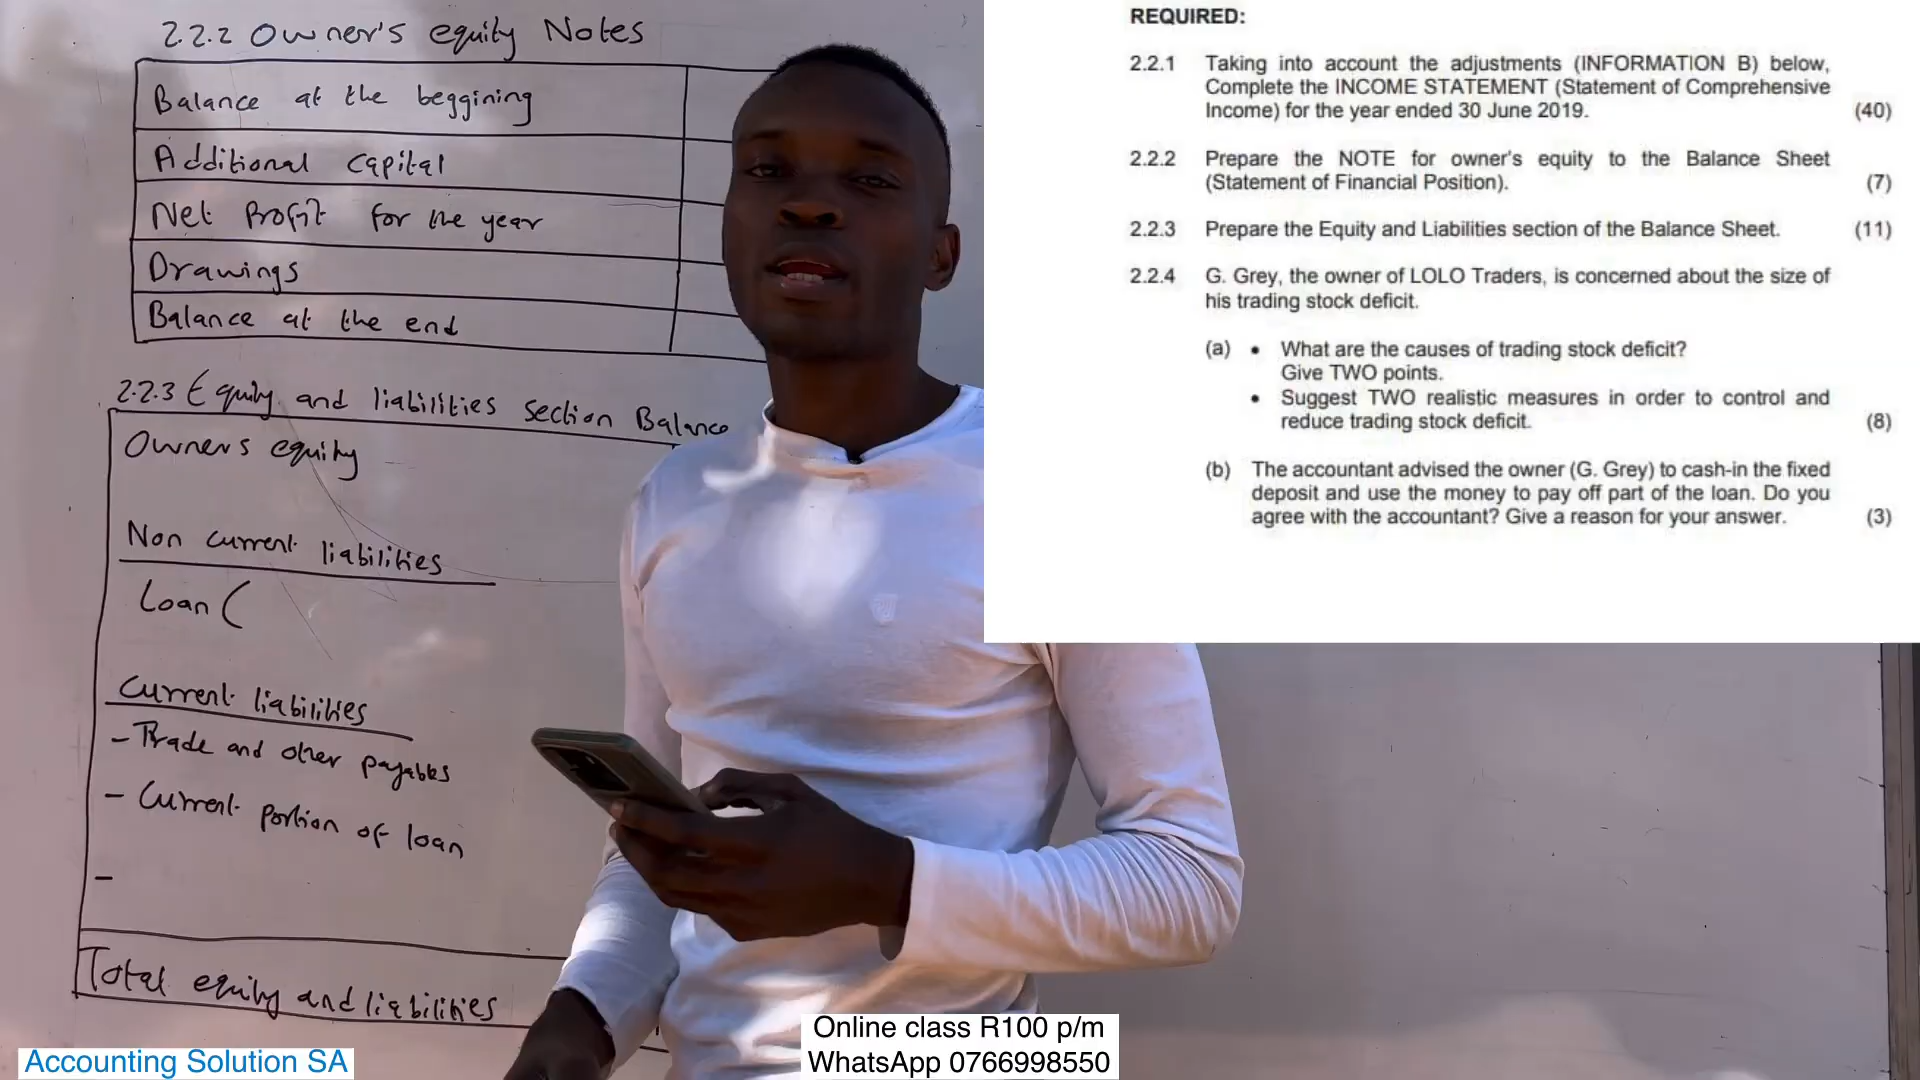 2.2.2 Owner's equity Notes
Balance at the beggining
Additional capital
Net Profit for the year
Drawings
Balance at the end
2.2.3 Equity and liabilities section Balance
Owners equity
Non current liabilities
Loan (
Current liabilities
- Trade and other payables
- Current portion of loan
-
Total equity and liabilities
REQUIRED:
2.2.1 Taking into account the adjustments (INFORMATION B) below,
Complete the INCOME STATEMENT (Statement of Comprehensive
Income) for the year ended 30 June 2019. (40)
2.2.2 Prepare the NOTE for owner's equity to the Balance Sheet
(Statement of Financial Position). (7)
2.2.3 Prepare the Equity and Liabilities section of the Balance Sheet. (11)
2.2.4 G. Grey, the owner of LOLO Traders, is concerned about the size of
his trading stock deficit.
(a) • What are the causes of trading stock deficit?
Give TWO points.
• Suggest TWO realistic measures in order to control and
reduce trading stock deficit. (8)
(b) The accountant advised the owner (G. Grey) to cash-in the fixed
deposit and use the money to pay off part of the loan. Do you
agree with the accountant? Give a reason for your answer. (3)
Online class R100 p/m
WhatsApp 0766998550
Accounting Solution SA